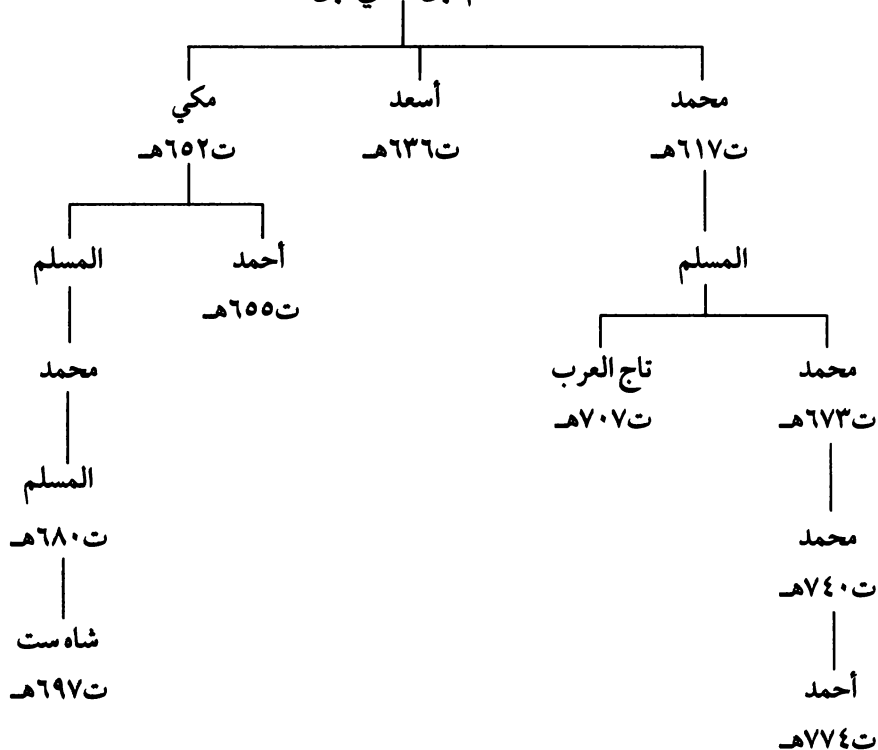 محمد أسعد مكي
ت٦١٧هـ ت٦٣٦هـ ت٦٥٢هـ
المسلم أحمد المسلم
ت٦٥٥هـ
محمد تاج العرب محمد
ت٦٧٣هـ ت٧٠٧هـ
المسلم
محمد ت٦٨٠هـ
ت٧٤٠هـ
شاه ست
أحمد ت٦٩٧هـ
ت٧٧٤هـ